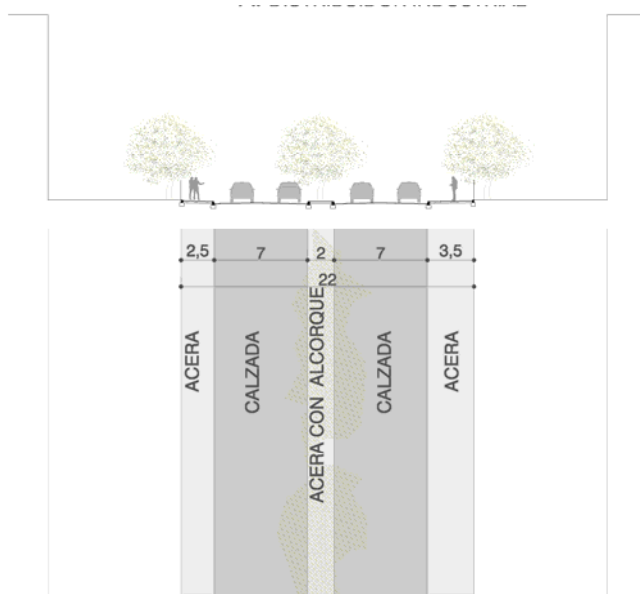 2,5 7 2 7 3,5
22
ACERA
CALZADA
ACERA CON ALCORQUE
CALZADA
ACERA